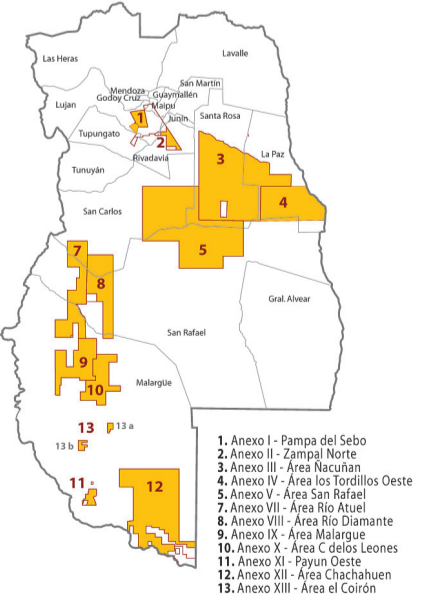 Las Heras
Lavalle
San Martín
Mendoza
Guaymallén
Godoy Cruz
Maipu
Lujan
Junín
Santa Rosa
1
Tupungato
2
Rivadavia
3
La Paz
Tunuyán
4
San Carlos
5
7
8
Gral. Alvear
San Rafael
9
Malargüe
10
13
13 a
13 b
11
12
1. Anexo I - Pampa del Sebo
2. Anexo II - Zampal Norte
3. Anexo III - Área Ñacuñan
4. Anexo IV - Área los Tordillos Oeste
5. Anexo V - Área San Rafael
7. Anexo VII - Área Río Atuel
8. Anexo VIII - Área Río Diamante
9. Anexo IX - Área Malargue
10. Anexo X - Área C delos Leones
11. Anexo XI - Payun Oeste
12. Anexo XII - Área Chachahuen
13. Anexo XIII - Área el Coirón